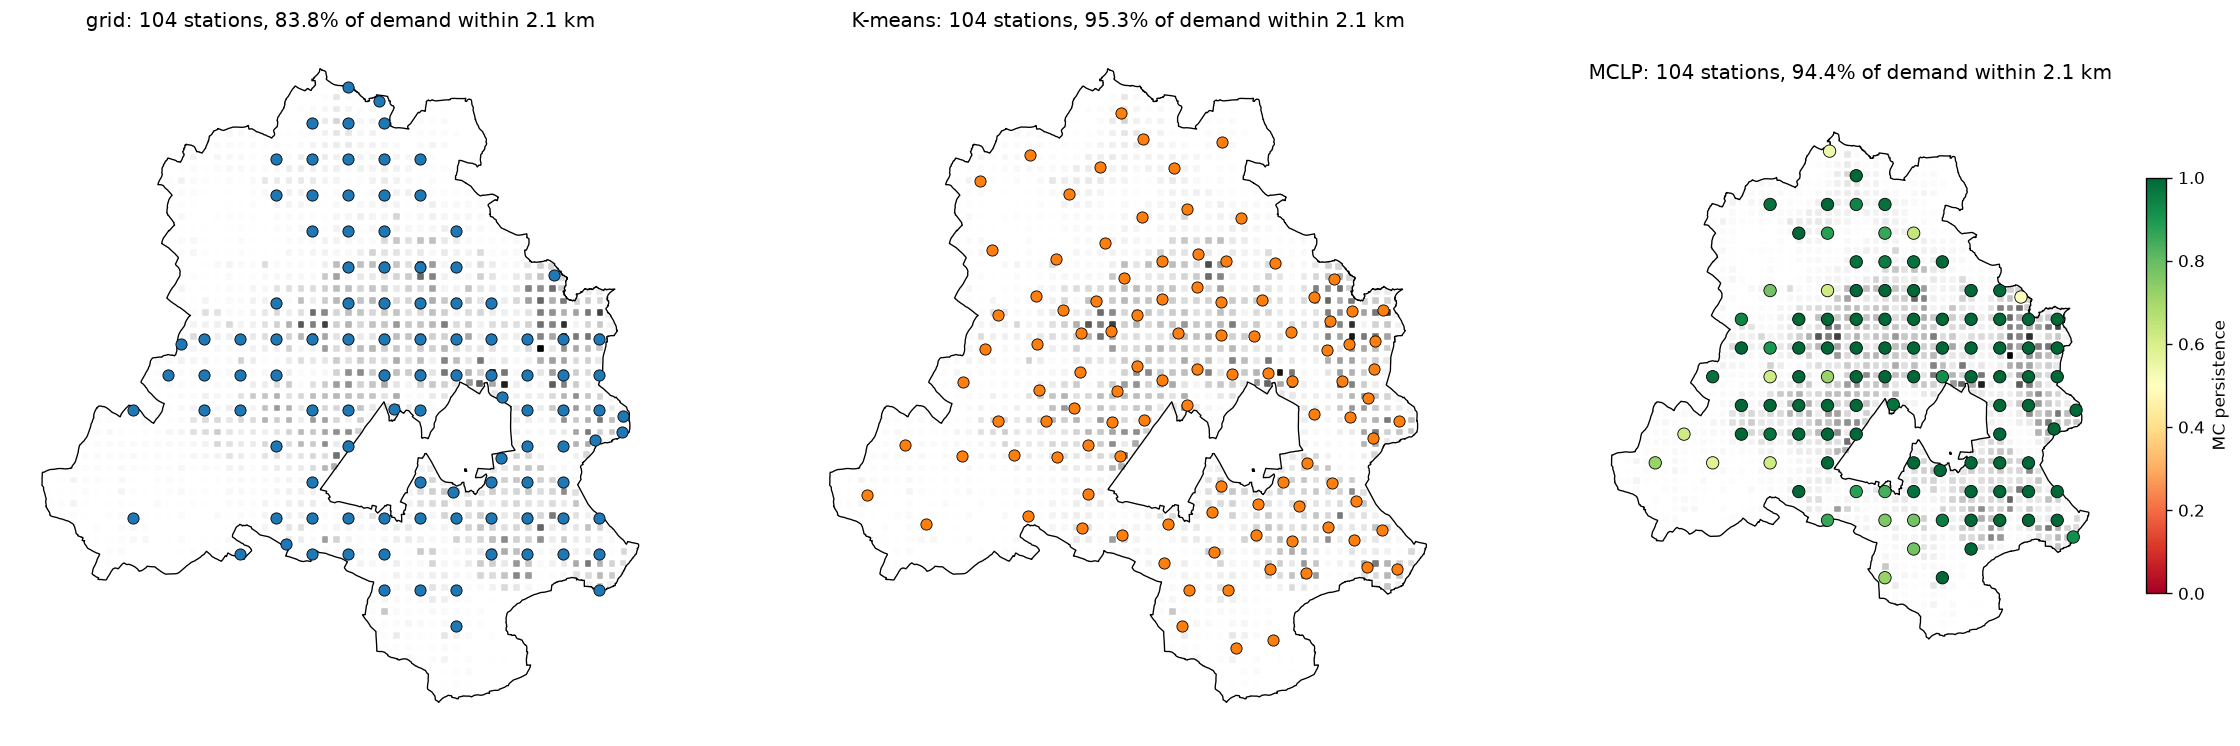 grid: 104 stations, 83.8% of demand within 2.1 km
K-means: 104 stations, 95.3% of demand within 2.1 km
MCLP: 104 stations, 94.4% of demand within 2.1 km
1.0
0.8
0.6
0.4
0.2
0.0
MC persistence